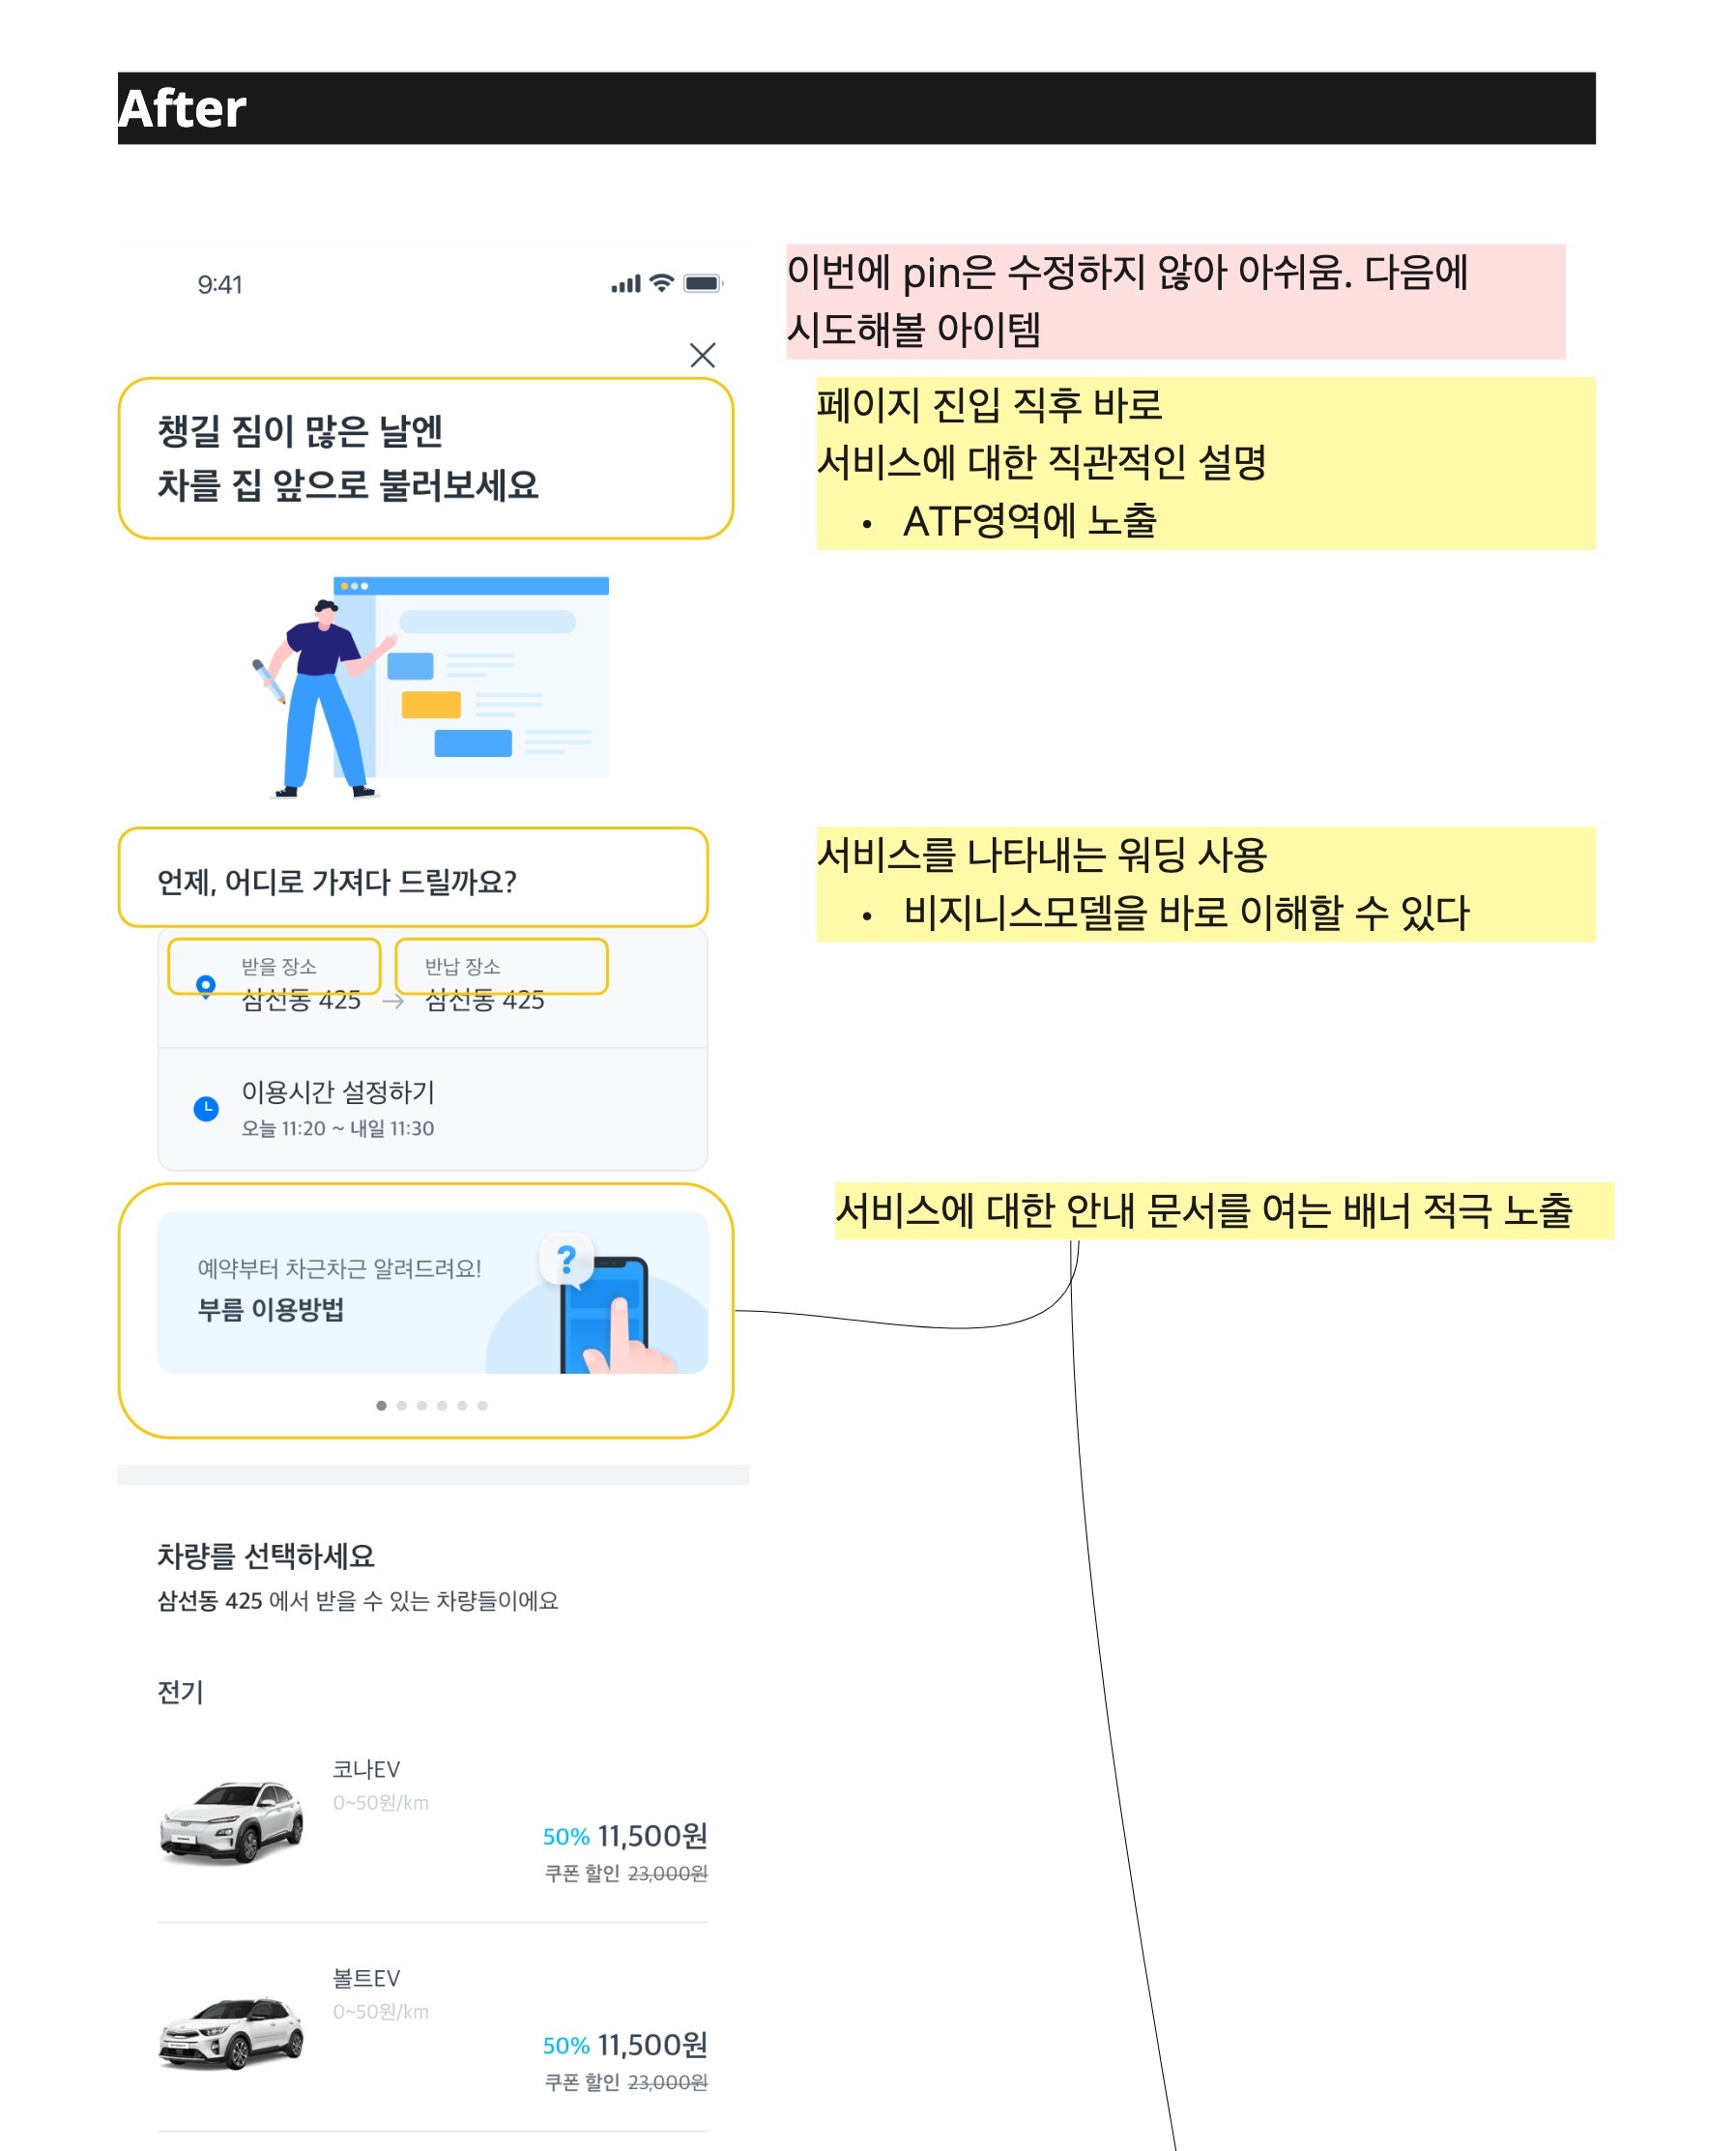 After
9:41
이번에 pin은 수정하지 않아 아쉬움. 다음에
시도해볼 아이템
챙길 짐이 많은 날엔
차를 집 앞으로 불러보세요
페이지 진입 직후 바로
서비스에 대한 직관적인 설명
• ATF영역에 노출
언제, 어디로 가져다 드릴까요?
서비스를 나타내는 워딩 사용
• 비지니스모델을 바로 이해할 수 있다
받을 장소 반납 장소
삼선동 425 → 삼선동 425
이용시간 설정하기
오늘 11:20 ~ 내일 11:30
서비스에 대한 안내 문서를 여는 배너 적극 노출
예약부터 차근차근 알려드려요!
부름 이용방법
?
차량를 선택하세요
삼선동 425 에서 받을 수 있는 차량들이에요
전기
코나EV
0~50원/km
50% 11,500원
쿠폰 할인 23,000원
볼트EV
0~50원/km
50% 11,500원
쿠폰 할인 23,000원